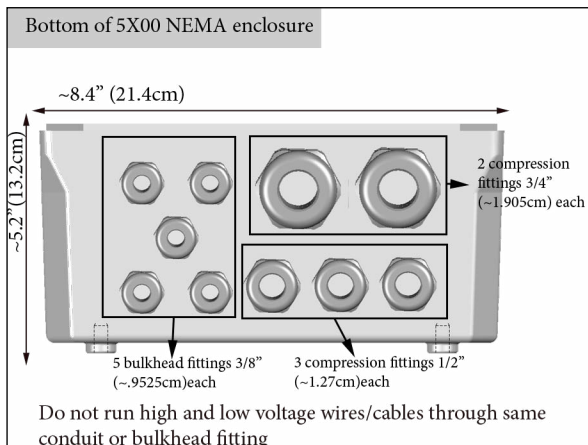 Bottom of 5X00 NEMA enclosure
~8.4” (21.4cm)
~5.2”(13.2cm)
2 compression
fittings 3/4”
(~1.905cm) each
5 bulkhead fittings 3/8”
(~.9525cm)each
3 compression fittings 1/2”
(~1.27cm)each
Do not run high and low voltage wires/cables through same
conduit or bulkhead fitting